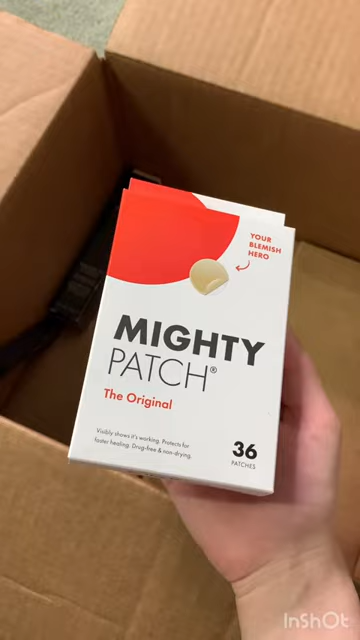 YOUR
BLEMISH
HERO
MIGHTY
PATCH®
The Original
Visibly shows it's working. Protects for
faster healing. Drug-free & non-drying.
36
PATCHES
InShOt